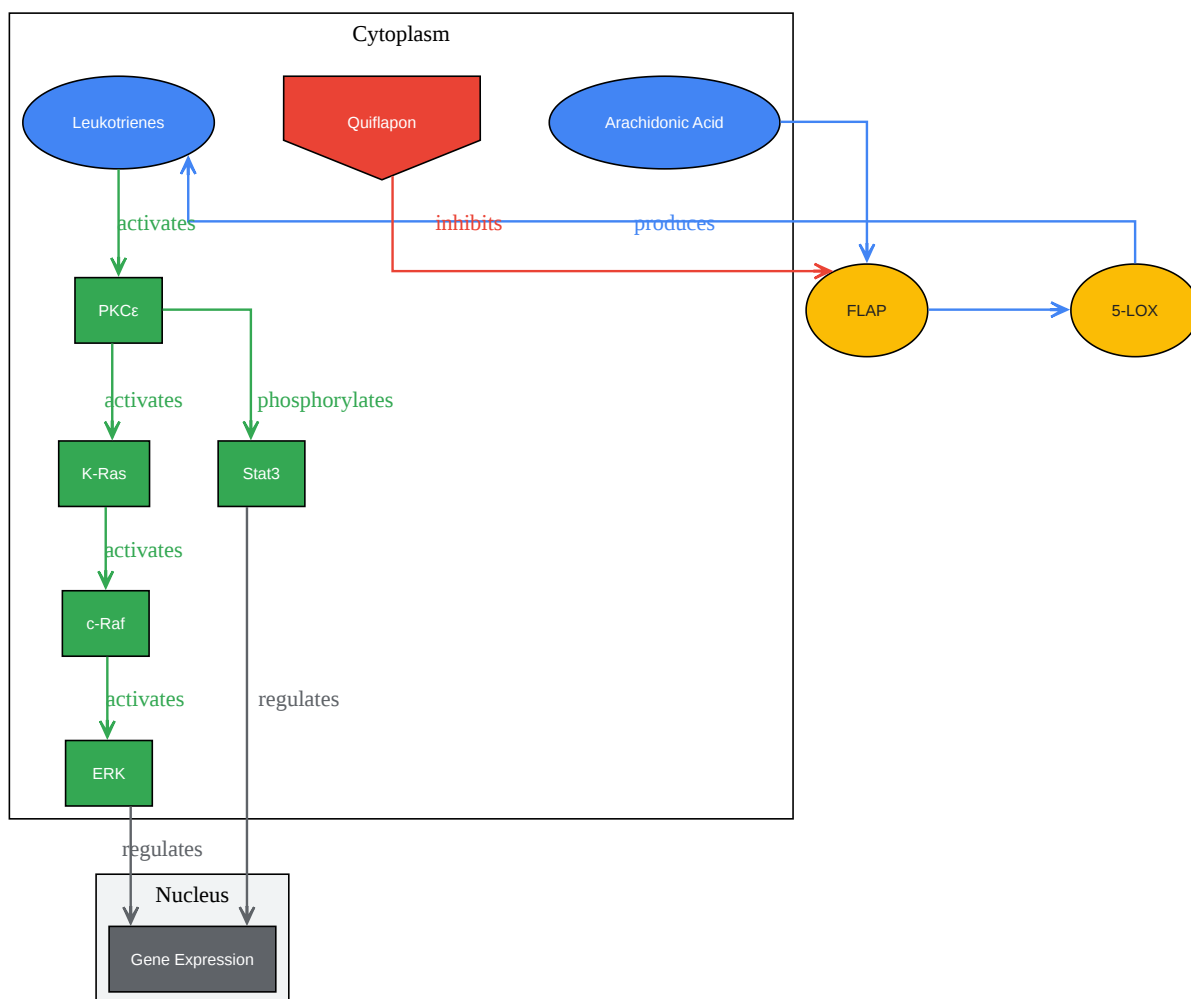 Cytoplasm
Leukotrienes
Quiflapon
Arachidonic Acid
activates
inhibits
produces
PKCε
FLAP
5-LOX
activates
phosphorylates
K-Ras
Stat3
activates
c-Raf
activates
regulates
ERK
regulates
Nucleus
Gene Expression